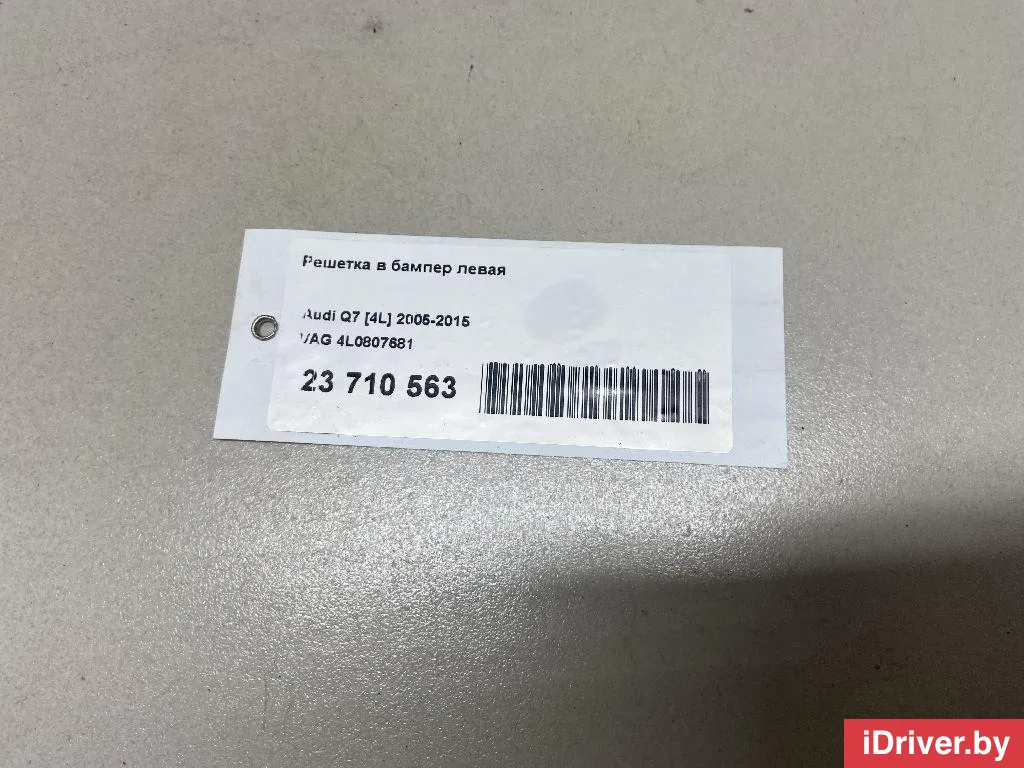 Решетка в бампер левая
Audi Q7 [4L] 2005-2015
VAG 4L0807681
23 710 563
iDriver.by